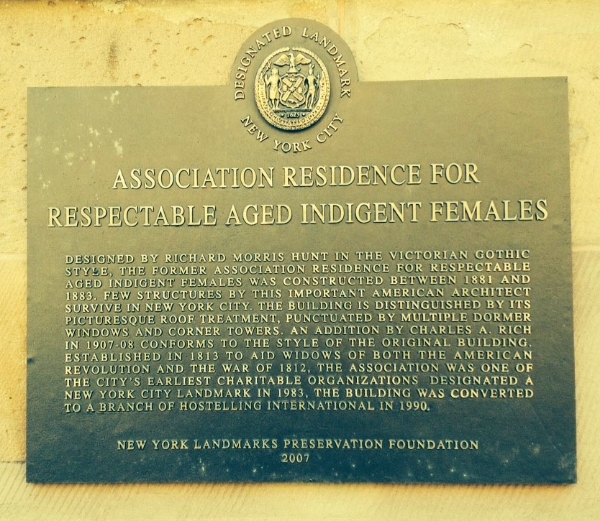 DESIGNATED LANDMARK
NEW YORK CITY
1625
ASSOCIATION RESIDENCE FOR
RESPECTABLE AGED INDIGENT FEMALES
DESIGNED BY RICHARD MORRIS HUNT IN THE VICTORIAN GOTHIC
STYLE, THE FORMER ASSOCIATION RESIDENCE FOR RESPECTABLE
AGED INDIGENT FEMALES WAS CONSTRUCTED BETWEEN 1881 AND
1883. FEW STRUCTURES BY THIS IMPORTANT AMERICAN ARCHITECT
SURVIVE IN NEW YORK CITY. THE BUILDING IS DISTINGUISHED BY ITS
PICTURESQUE ROOF TREATMENT, PUNCTUATED BY MULTIPLE DORMER
WINDOWS AND CORNER TOWERS. AN ADDITION BY CHARLES A. RICH
IN 1907-08 CONFORMS TO THE STYLE OF THE ORIGINAL BUILDING.
ESTABLISHED IN 1813 TO AID WIDOWS OF BOTH THE AMERICAN
REVOLUTION AND THE WAR OF 1812, THE ASSOCIATION WAS ONE OF
THE CITY'S EARLIEST CHARITABLE ORGANIZATIONS DESIGNATED A
NEW YORK CITY LANDMARK IN 1983, THE BUILDING WAS CONVERTED
TO A BRANCH OF HOSTELLING INTERNATIONAL IN 1990.
NEW YORK LANDMARKS PRESERVATION FOUNDATION
2007